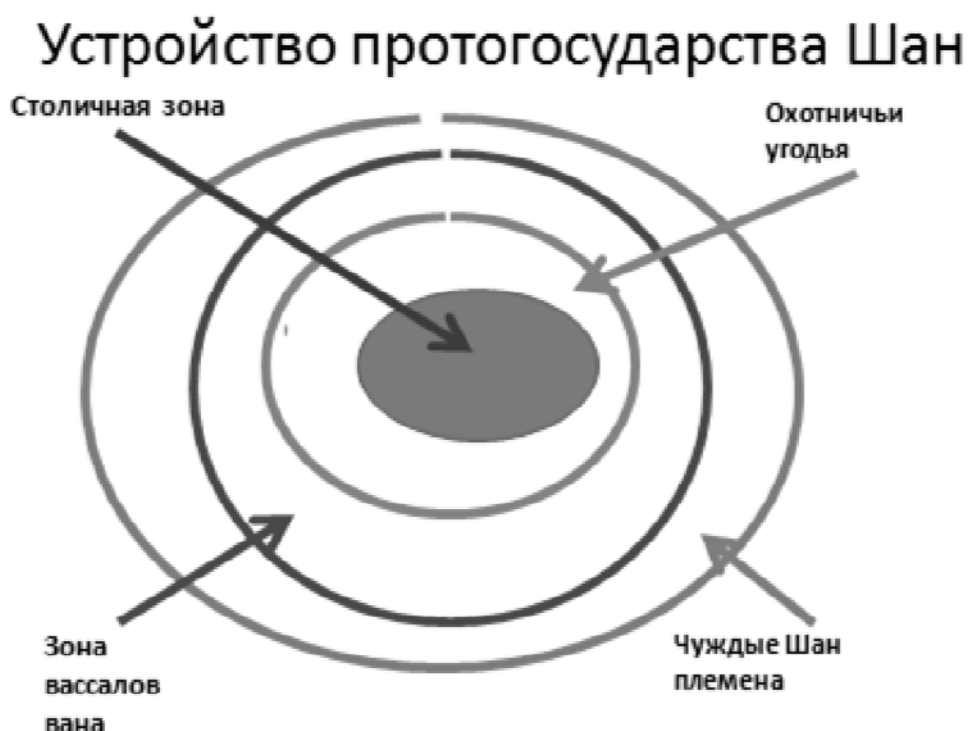 Устройство протогосударства Шан
Столичная зона
Охотничьи
угодья
Зона
вассалов
вана
Чуждые Шан
племена